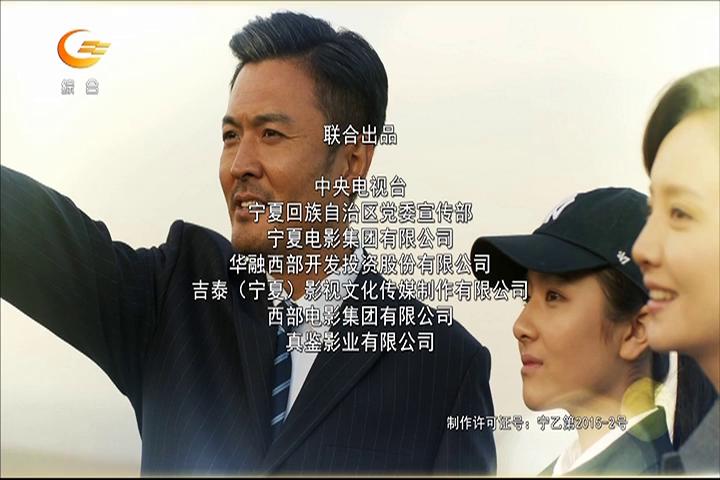 综合
联合出品
中央电视台
宁夏回族自治区党委宣传部
宁夏电影集团有限公司
华融西部开发投资股份有限公司
吉泰（宁夏）影视文化传媒制作有限公司
西部电影集团有限公司
真鉴影业有限公司
制作许可证号：宁乙第2015-2号